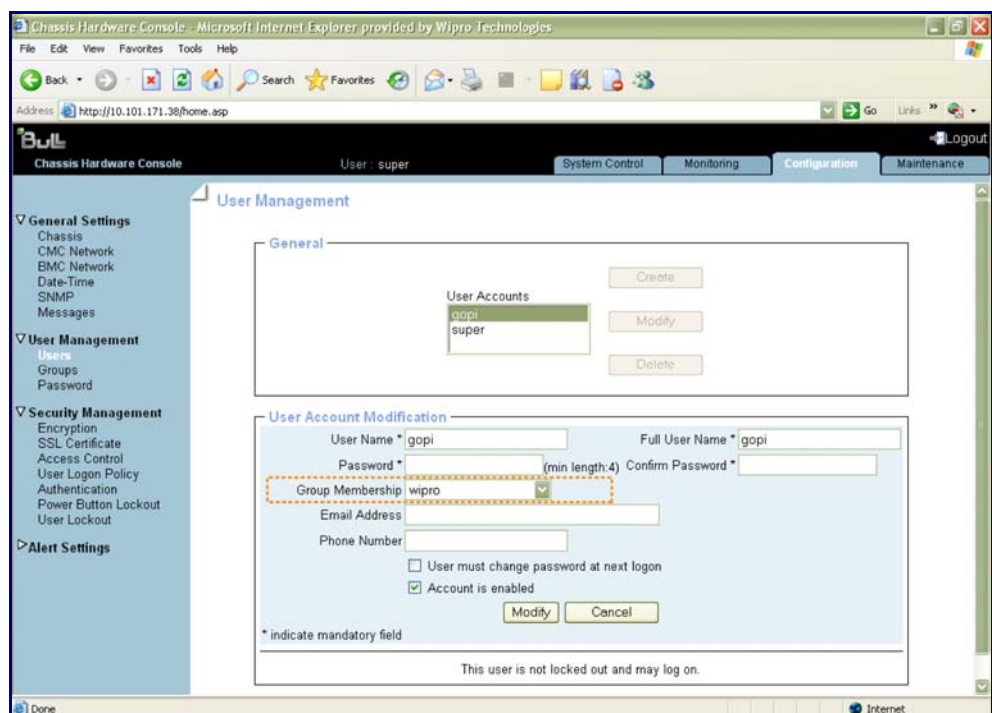 Chassis Hardware Console - Microsoft Internet Explorer provided by Wipro Technologies
File Edit View Favorites Tools Help
Back Search Favorites
Address http://10.101.171.38/home.asp Go Links »
Bull Logout
Chassis Hardware Console User : super System Control Monitoring Configuration Maintenance
User Management
General Settings
Chassis
CMC Network
BMC Network
Date-Time
SNMP
Messages
User Management
Users
Groups
Password
Security Management
Encryption
SSL Certificate
Access Control
User Logon Policy
Authentication
Power Button Lockout
User Lockout
Alert Settings
General
User Accounts
gopi
super
Create
Modify
Delete
User Account Modification
User Name * gopi Full User Name * gopi
Password * (min length:4) Confirm Password *
Group Membership wipro
Email Address
Phone Number
User must change password at next logon
Account is enabled
Modify Cancel
* indicate mandatory field
This user is not locked out and may log on.
Done Internet